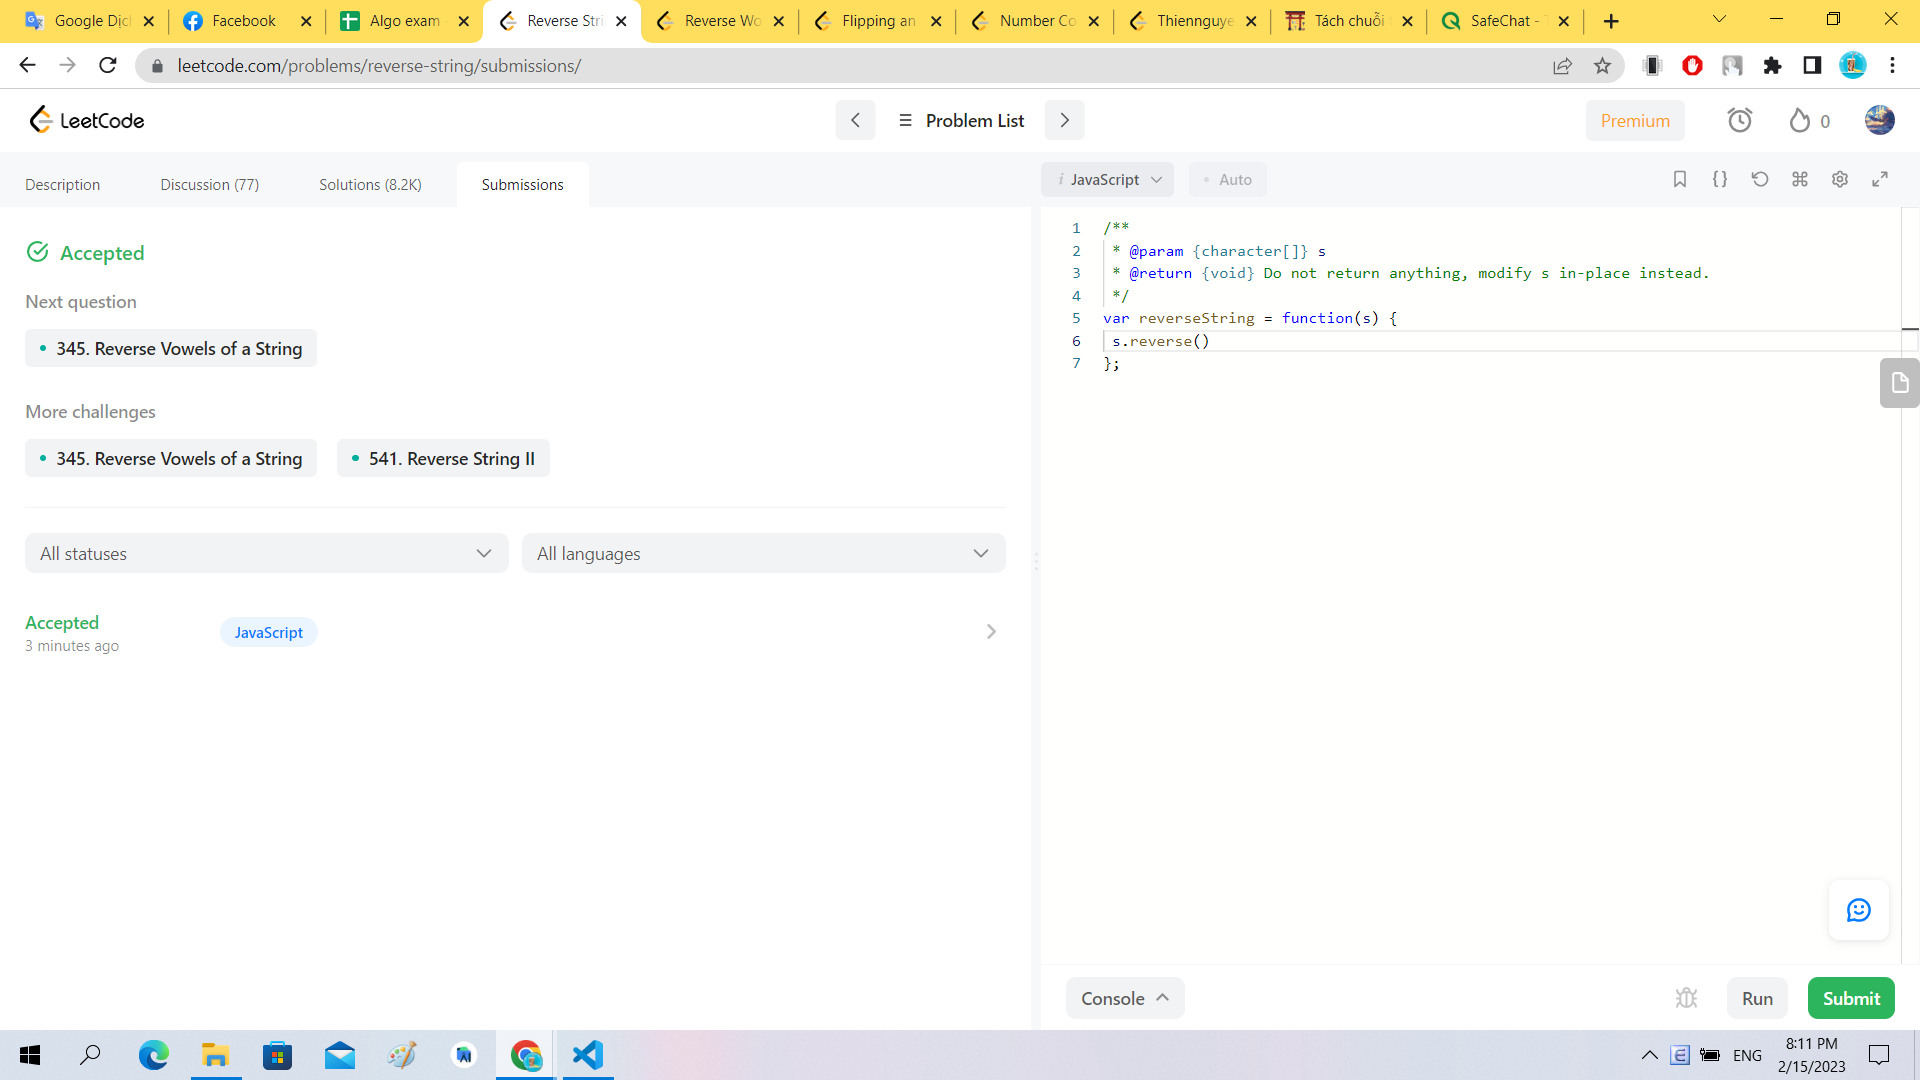 Google Dịc
Facebook
Algo exam -
Reverse Stri
Reverse Wo
Flipping an
Number Co
Thiennguye
Tách chuỗi
SafeChat - T
leetcode.com/problems/reverse-string/submissions/
LeetCode
Problem List
Premium
0
Description
Discussion (77)
Solutions (8.2K)
Submissions
i JavaScript
Auto
Accepted
Next question
345. Reverse Vowels of a String
More challenges
345. Reverse Vowels of a String
541. Reverse String II
All statuses
All languages
Accepted
3 minutes ago
JavaScript
1 /**
2 * @param {character[]} s
3 * @return {void} Do not return anything, modify s in-place instead.
4 */
5 var reverseString = function(s) {
6 s.reverse()
7 };
Console
Run
Submit
ENG
8:11 PM
2/15/2023